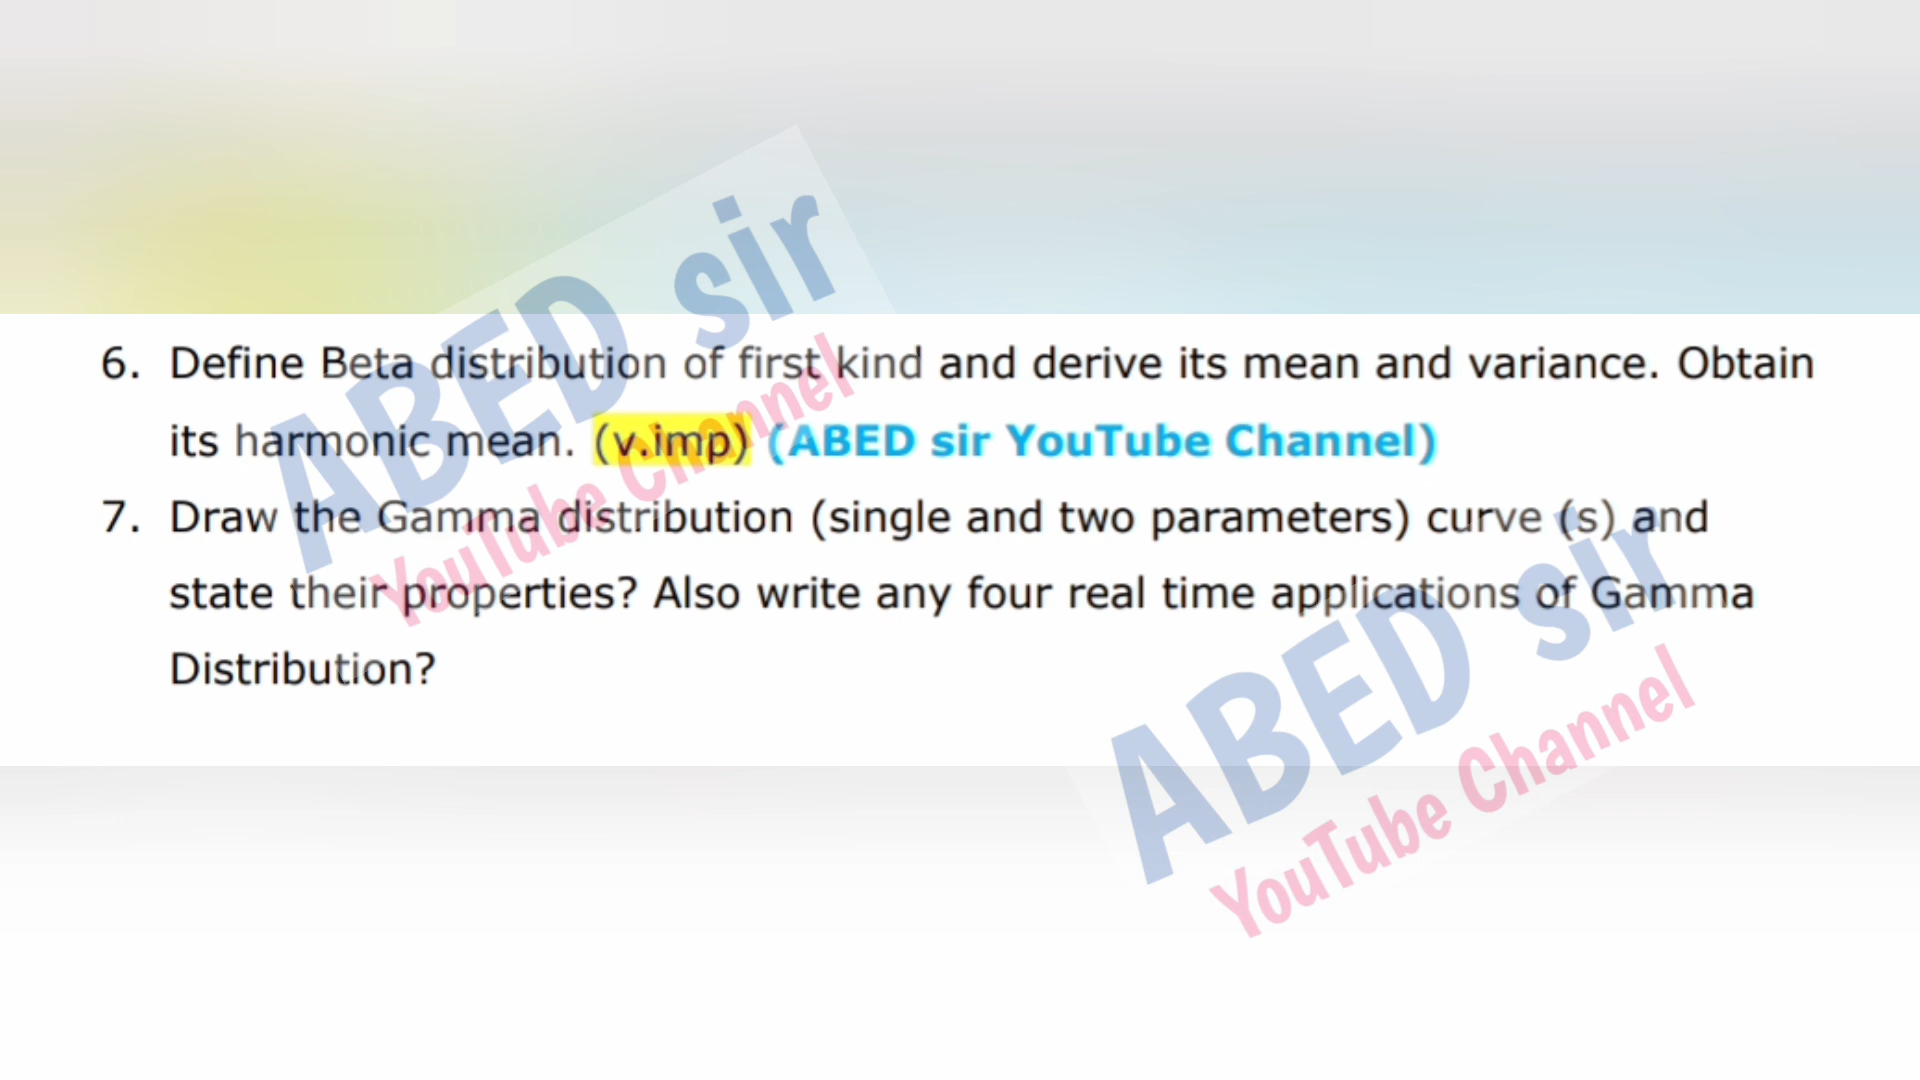 6. Define Beta distribution of first kind and derive its mean and variance. Obtain
its harmonic mean. (v.imp) (ABED sir YouTube Channel)
7. Draw the Gamma distribution (single and two parameters) curve (s) and
state their properties? Also write any four real time applications of Gamma
Distribution?
ABED sir
YouTube Channel
ABED sir
YouTube Channel